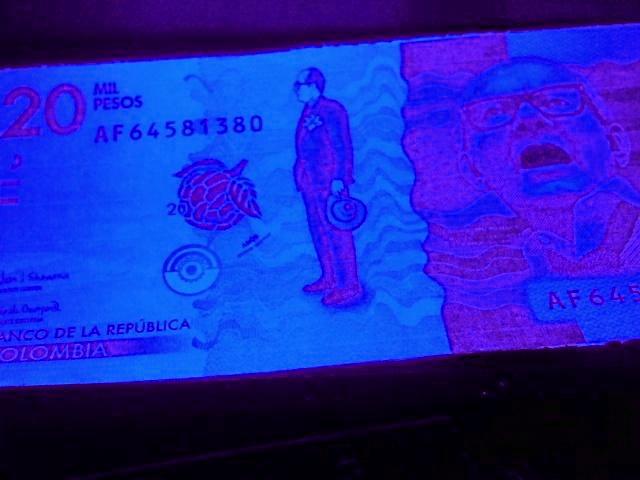 20 MIL
PESOS
AF64581380
20
BANCO DE LA REPÚBLICA
COLOMBIA
AF645